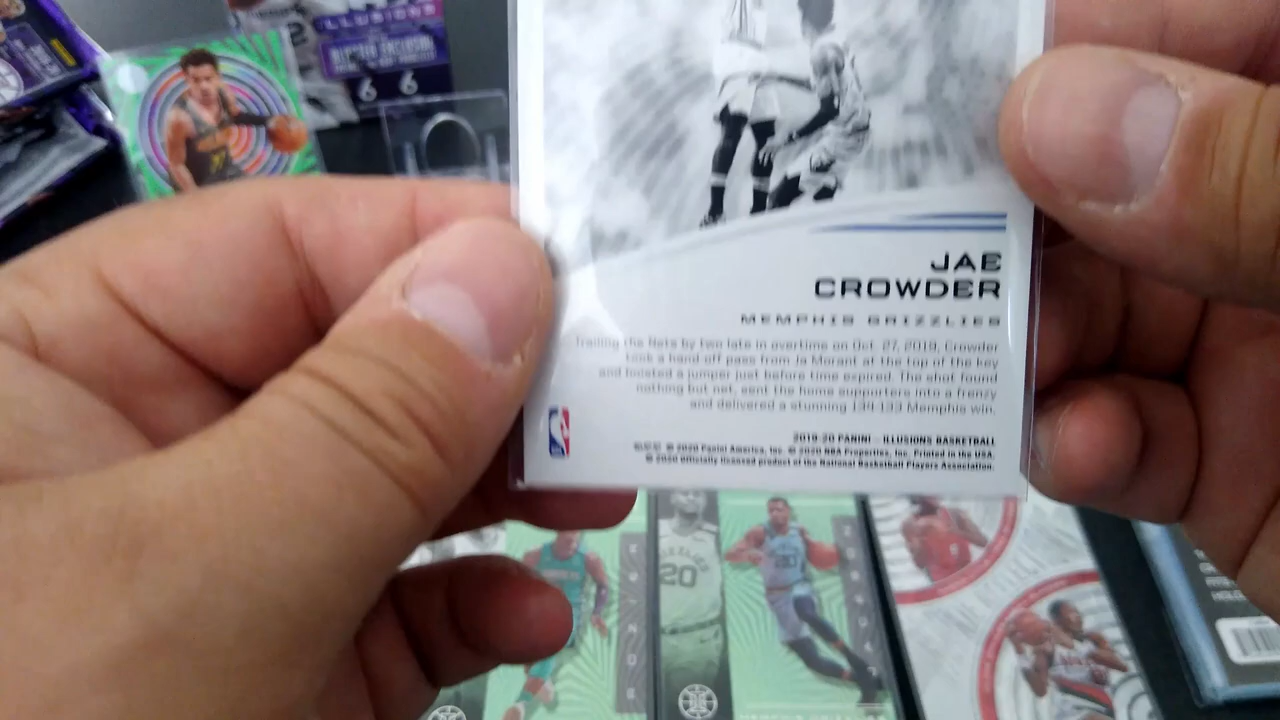 ILLUSIONS
6 6
JAE
CROWDER
MEMPHIS GRIZZLIES
Trailing the Nets by two late in overtime on Oct. 27, 2019, Crowder
took a hand-off pass from Ja Morant at the top of the key
and hoisted a jumper just before time expired. The shot found
nothing but net, sent the home supporters into a frenzy
and delivered a stunning 134-133 Memphis win.
2019-20 PANINI – ILLUSIONS BASKETBALL
© 2020 Panini America, Inc. © 2020 NBA Properties, Inc. Printed in the USA.
© 2020 Officially licensed product of the National Basketball Players Association.
20